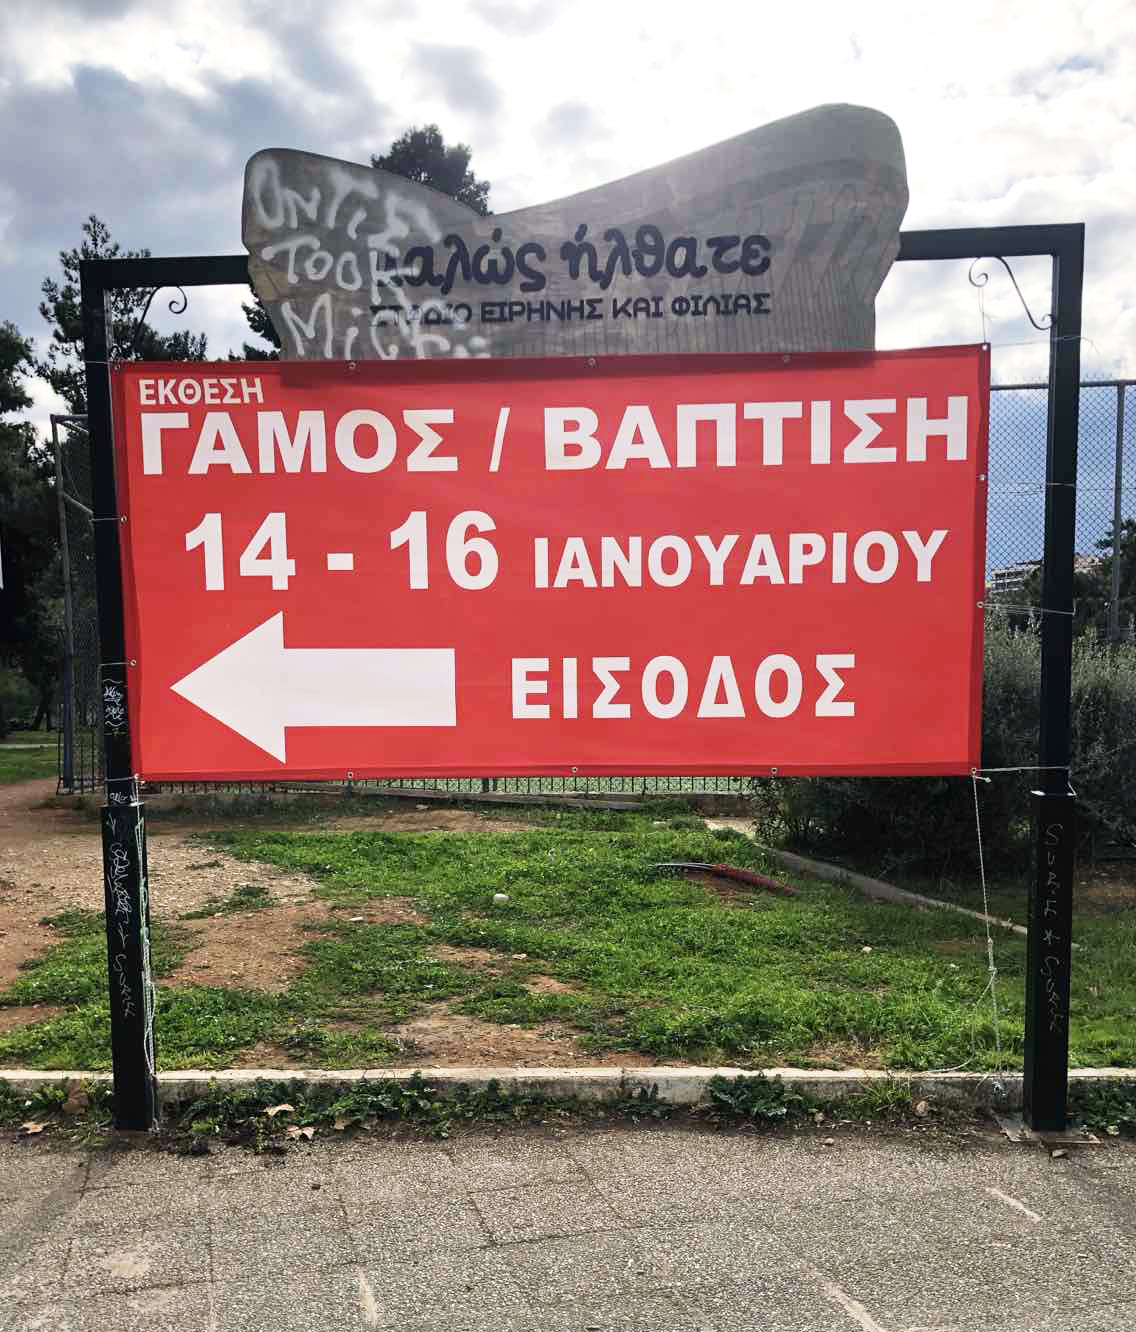 καλώς ήλθατε
ΣΤΑΔΙΟ ΕΙΡΗΝΗΣ ΚΑΙ ΦΙΛΙΑΣ
ΕΚΘΕΣΗ
ΓΑΜΟΣ / ΒΑΠΤΙΣΗ
14 - 16 ΙΑΝΟΥΑΡΙΟΥ
ΕΙΣΟΔΟΣ